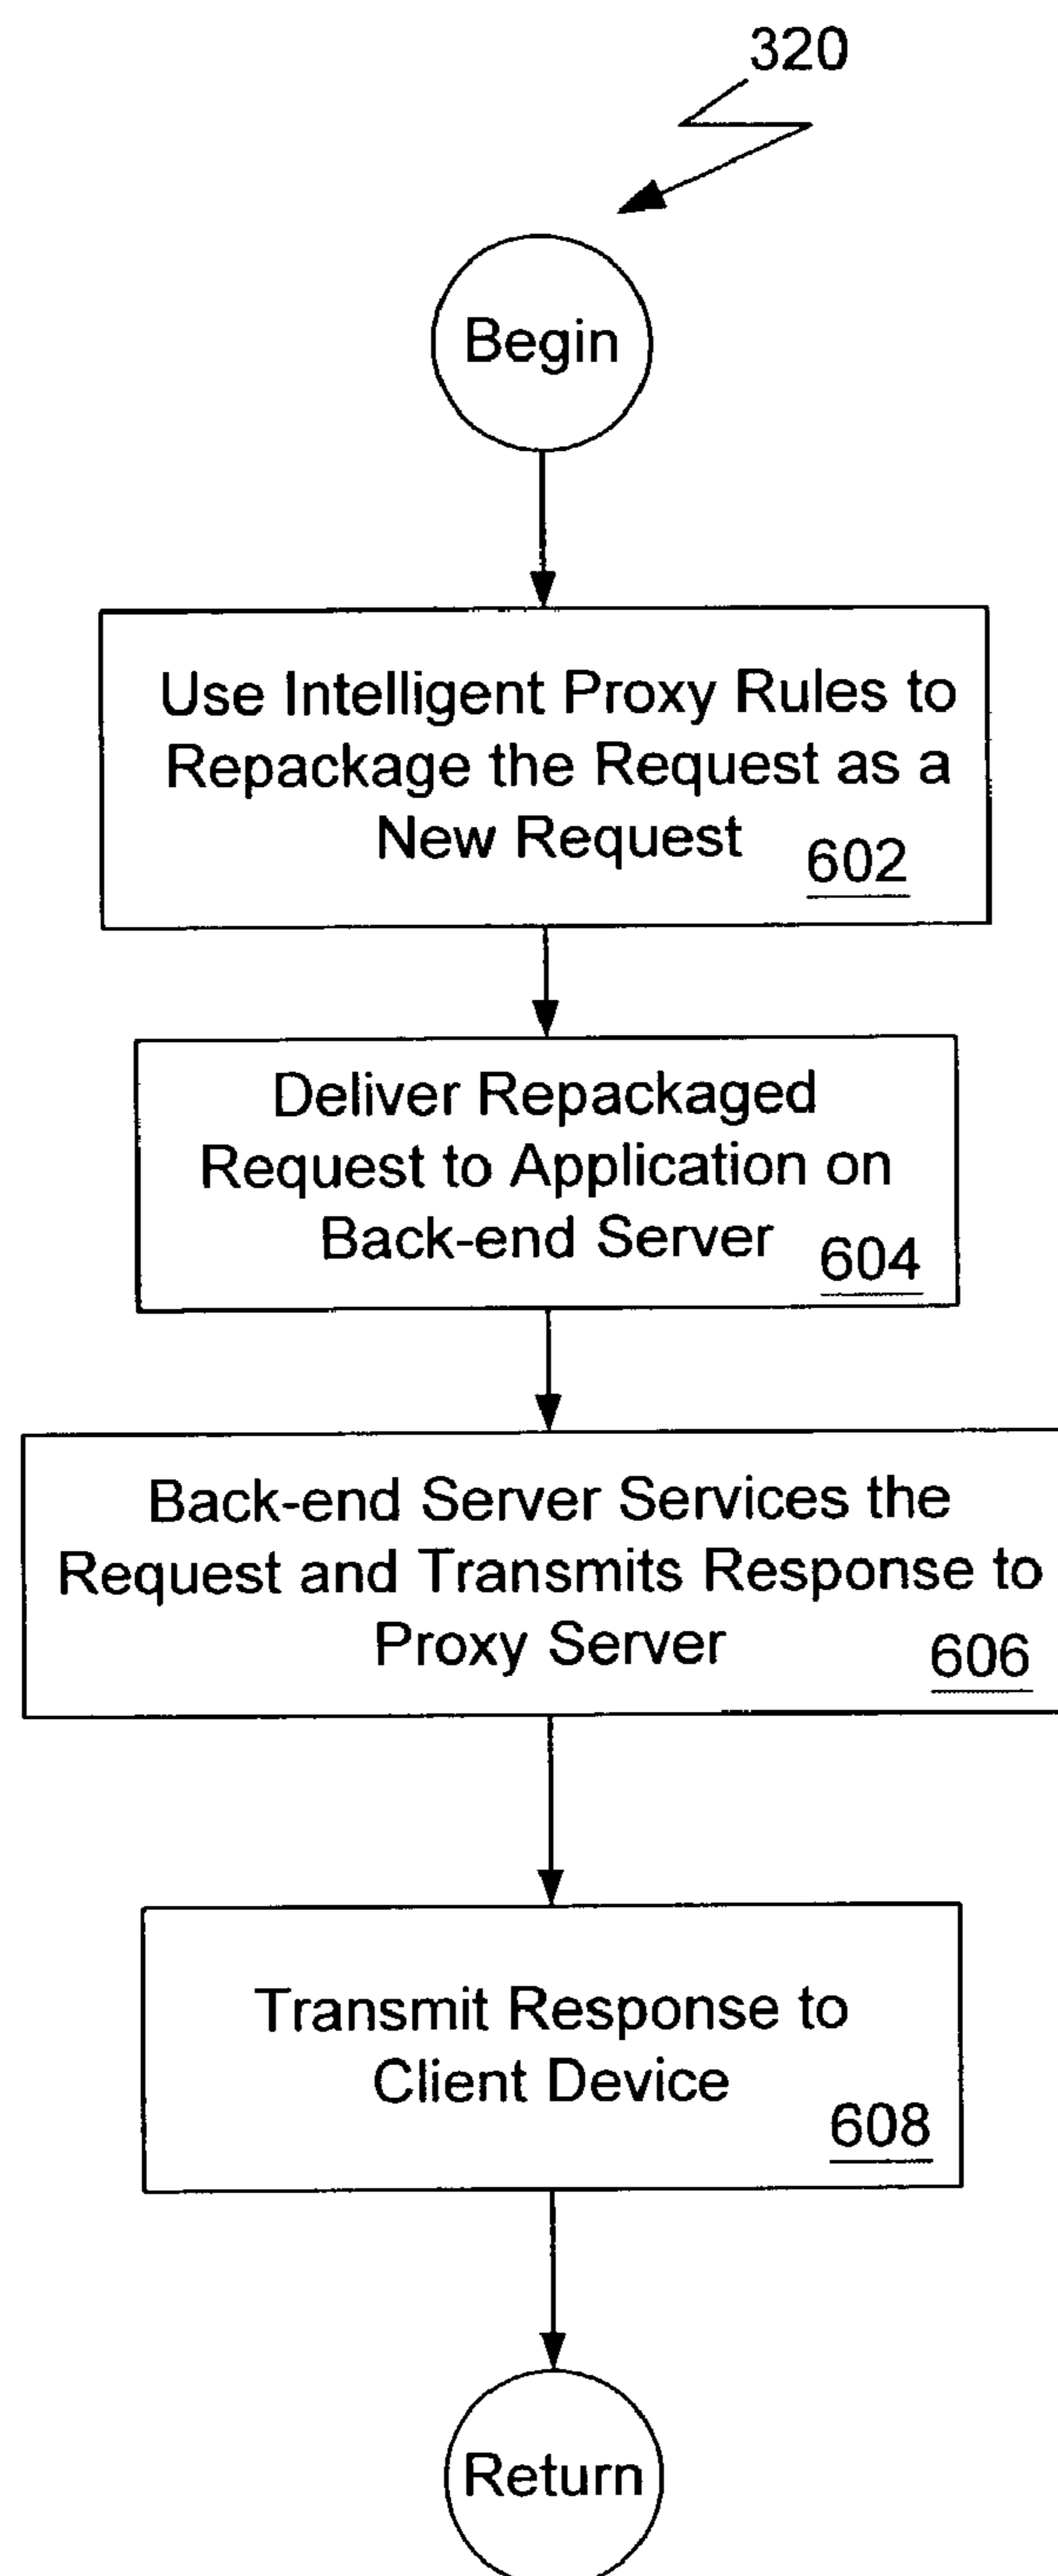 320
Begin
Use Intelligent Proxy Rules to
Repackage the Request as a
New Request
602
Deliver Repackaged
Request to Application on
Back-end Server
604
Back-end Server Services the
Request and Transmits Response to
Proxy Server
606
Transmit Response to
Client Device
608
Return